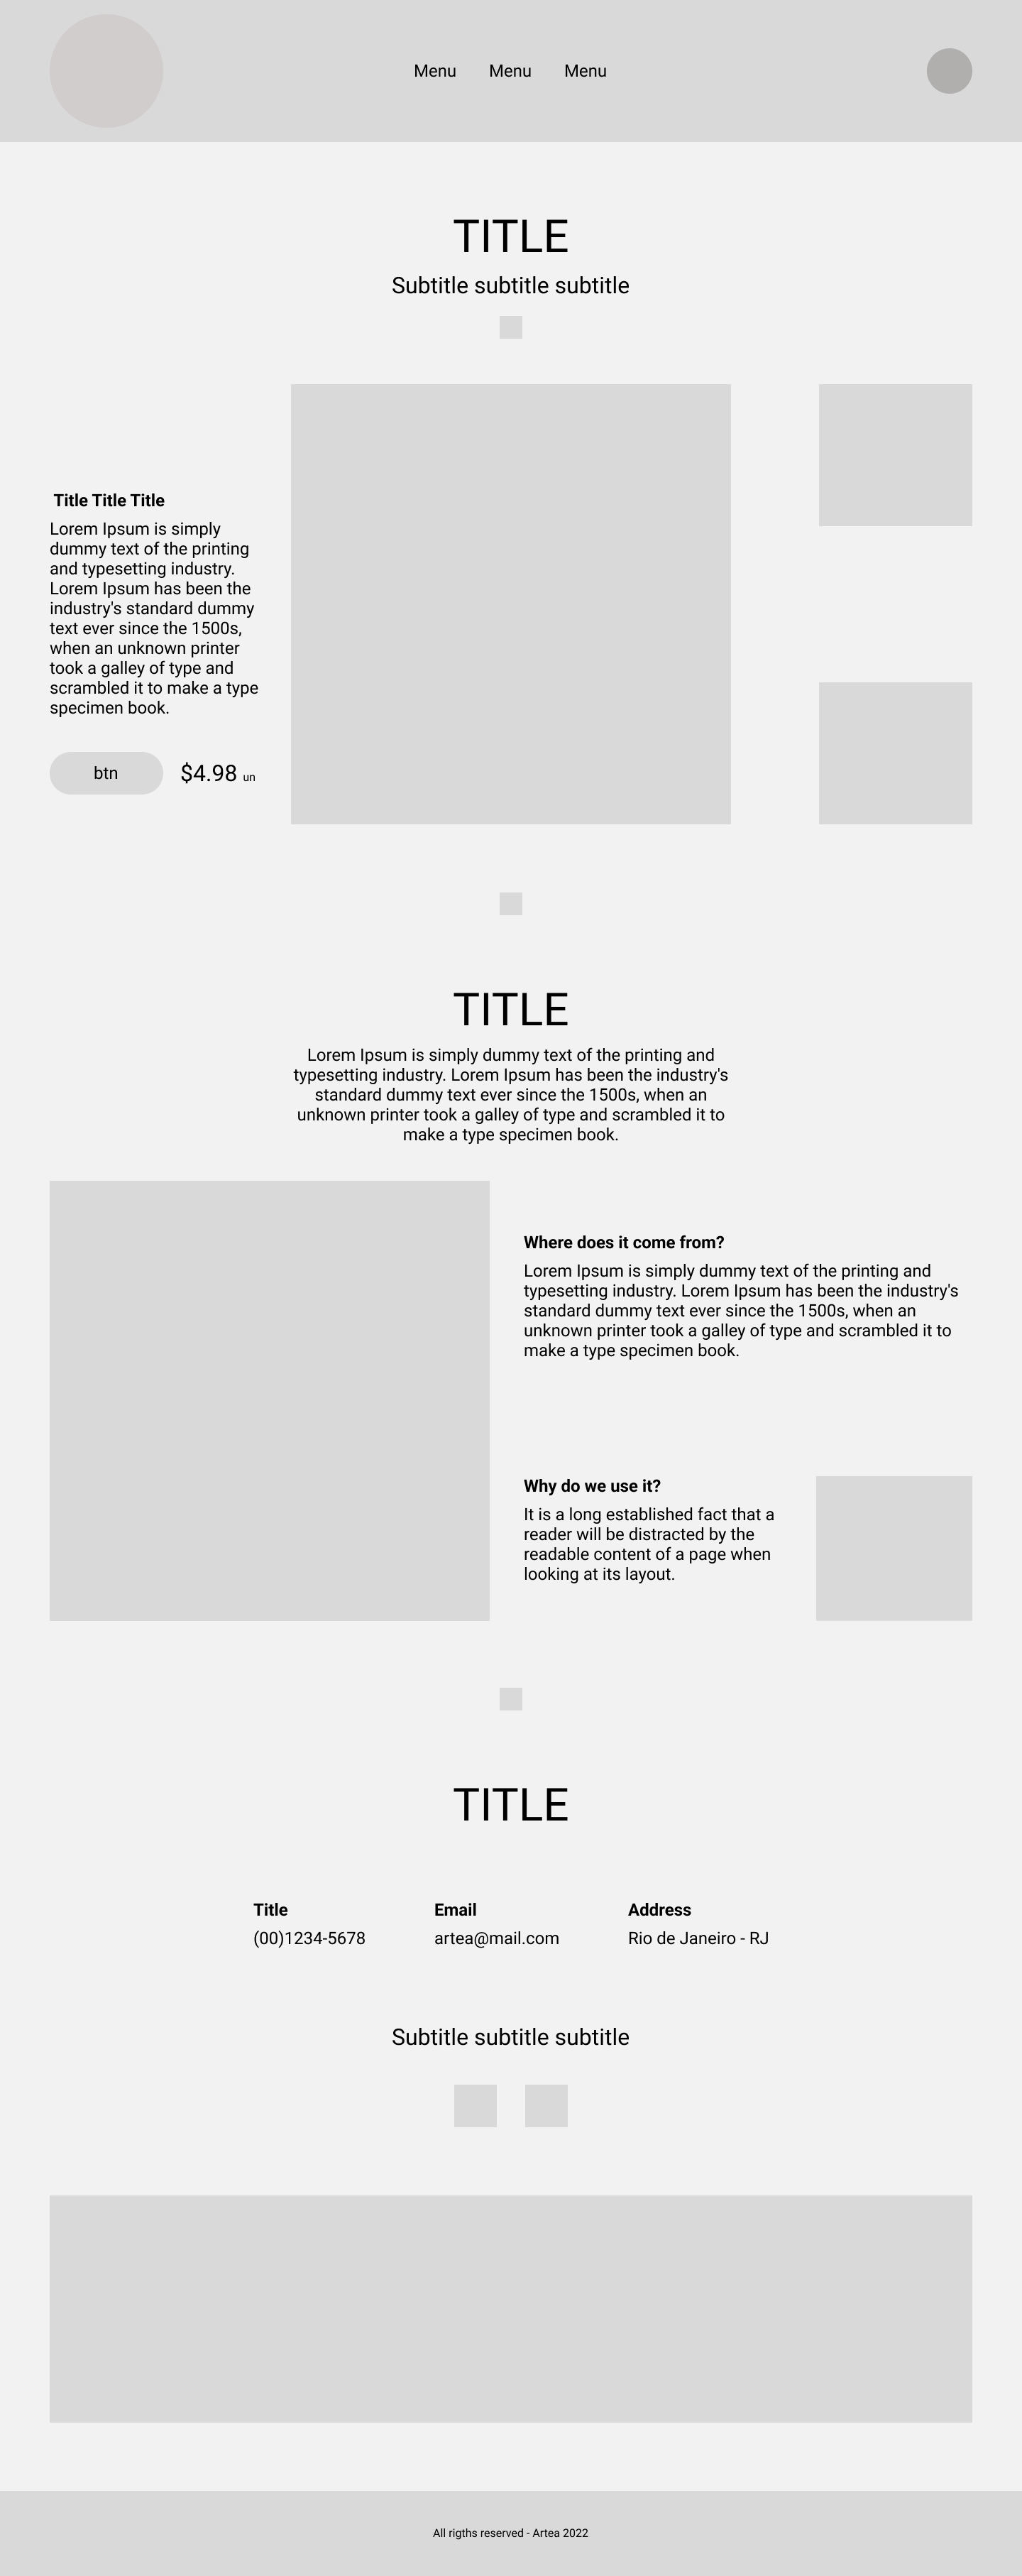 Menu Menu Menu
TITLE
Subtitle subtitle subtitle
Title Title Title
Lorem Ipsum is simply
dummy text of the printing
and typesetting industry.
Lorem Ipsum has been the
industry's standard dummy
text ever since the 1500s,
when an unknown printer
took a galley of type and
scrambled it to make a type
specimen book.
btn $4.98 un
TITLE
Lorem Ipsum is simply dummy text of the printing and
typesetting industry. Lorem Ipsum has been the industry's
standard dummy text ever since the 1500s, when an
unknown printer took a galley of type and scrambled it to
make a type specimen book.
Where does it come from?
Lorem Ipsum is simply dummy text of the printing and
typesetting industry. Lorem Ipsum has been the industry's
standard dummy text ever since the 1500s, when an
unknown printer took a galley of type and scrambled it to
make a type specimen book.
Why do we use it?
It is a long established fact that a
reader will be distracted by the
readable content of a page when
looking at its layout.
TITLE
Title
(00)1234-5678
Email
artea@mail.com
Address
Rio de Janeiro - RJ
Subtitle subtitle subtitle
All rigths reserved - Artea 2022